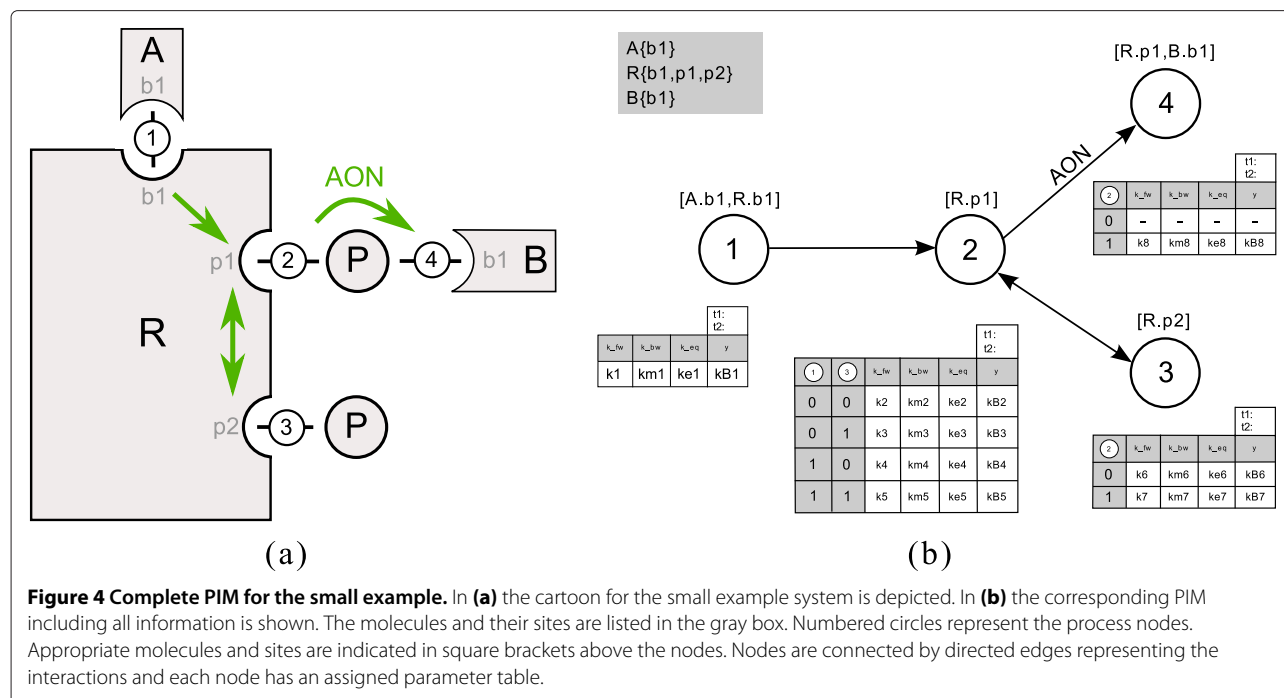 A
b1
1
b1
AON
p1
2
P
4
b1
B
R
p2
3
P
(a)
A{b1}
R{b1,p1,p2}
B{b1}
[A.b1,R.b1]
1
t1:
t2:
k_fw k_bw k_eq y
k1 km1 ke1 kB1
[R.p1]
2
t1:
t2:
1 3 k_fw k_bw k_eq y
0 0 k2 km2 ke2 kB2
0 1 k3 km3 ke3 kB3
1 0 k4 km4 ke4 kB4
1 1 k5 km5 ke5 kB5
AON
[R.p1,B.b1]
4
t1:
t2:
2 k_fw k_bw k_eq y
0 - - - -
1 k8 km8 ke8 kB8
[R.p2]
3
t1:
t2:
2 k_fw k_bw k_eq y
0 k6 km6 ke6 kB6
1 k7 km7 ke7 kB7
(b)
Figure 4 Complete PIM for the small example. In (a) the cartoon for the small example system is depicted. In (b) the corresponding PIM
including all information is shown. The molecules and their sites are listed in the gray box. Numbered circles represent the process nodes.
Appropriate molecules and sites are indicated in square brackets above the nodes. Nodes are connected by directed edges representing the
interactions and each node has an assigned parameter table.